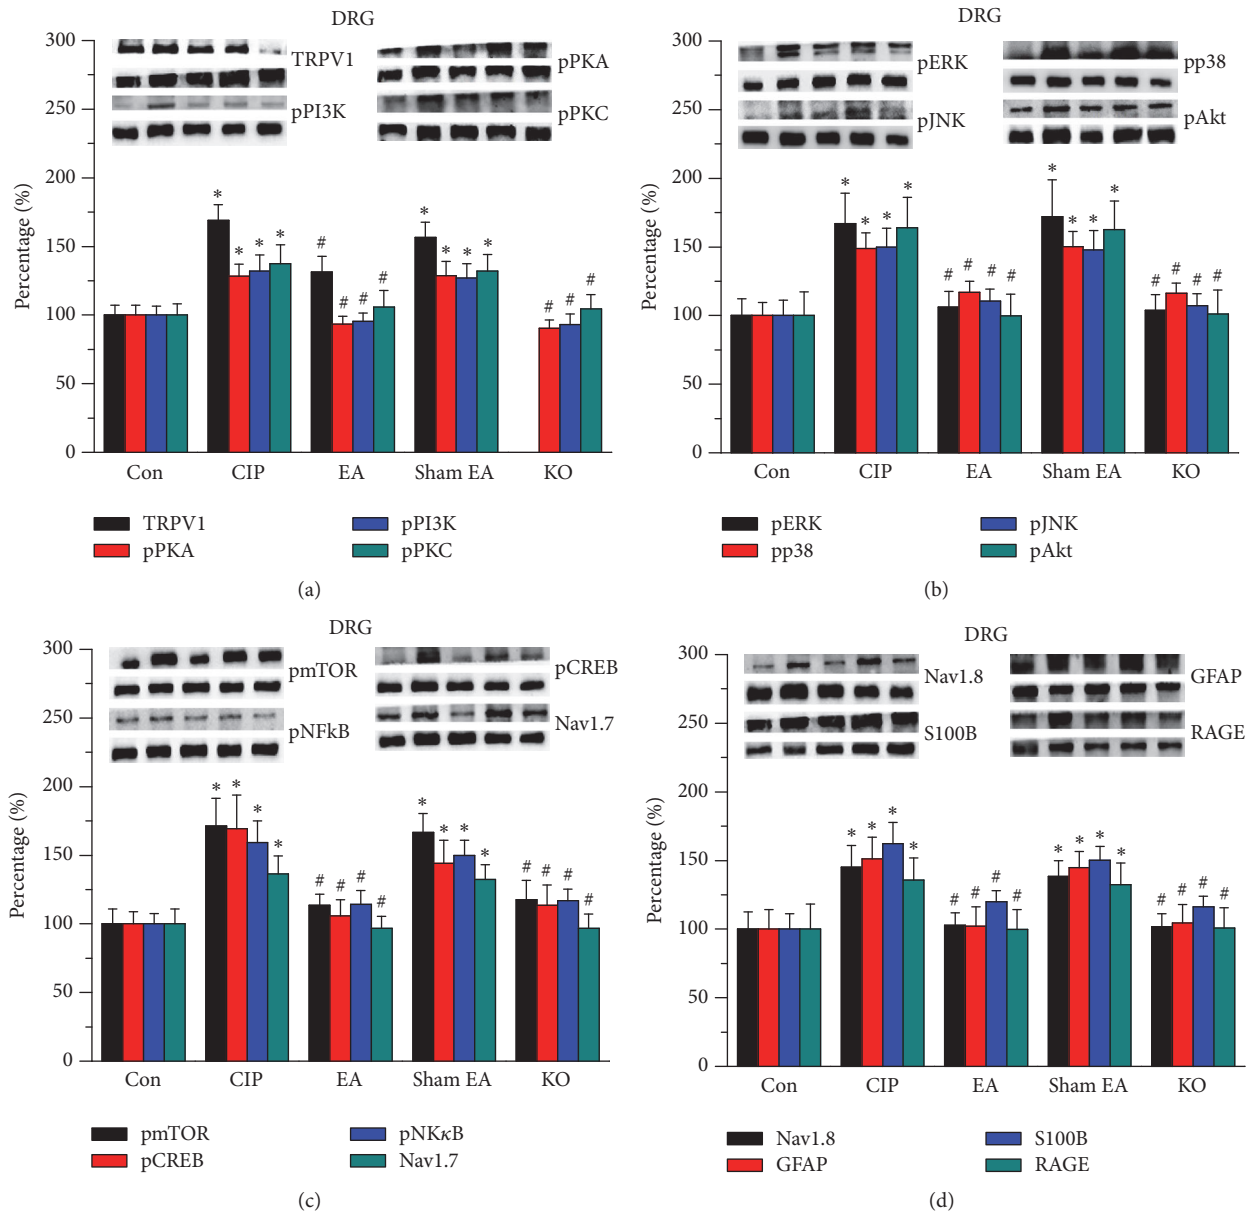 DRG
300
250
200
150
100
50
0
Percentage (%)
TRPV1
pPI3K
pPKA
pPKC
* * * *
# # # #
* * * *
# # #
Con CIP EA Sham EA KO
TRPV1 pPI3K
pPKA pPKC
(a)
DRG
300
250
200
150
100
50
0
Percentage (%)
pERK
pJNK
pp38
pAkt
* * * *
# # # #
* * * *
# # # #
Con CIP EA Sham EA KO
pERK pJNK
pp38 pAkt
(b)
DRG
300
250
200
150
100
50
0
Percentage (%)
pmTOR
pNFkB
pCREB
Nav1.7
* * * *
# # # #
* * * *
# # # #
Con CIP EA Sham EA KO
pmTOR pNKκB
pCREB Nav1.7
(c)
DRG
300
250
200
150
100
50
0
Percentage (%)
Nav1.8
S100B
GFAP
RAGE
* * * *
# # # #
* * * *
# # # #
Con CIP EA Sham EA KO
Nav1.8 S100B
GFAP RAGE
(d)